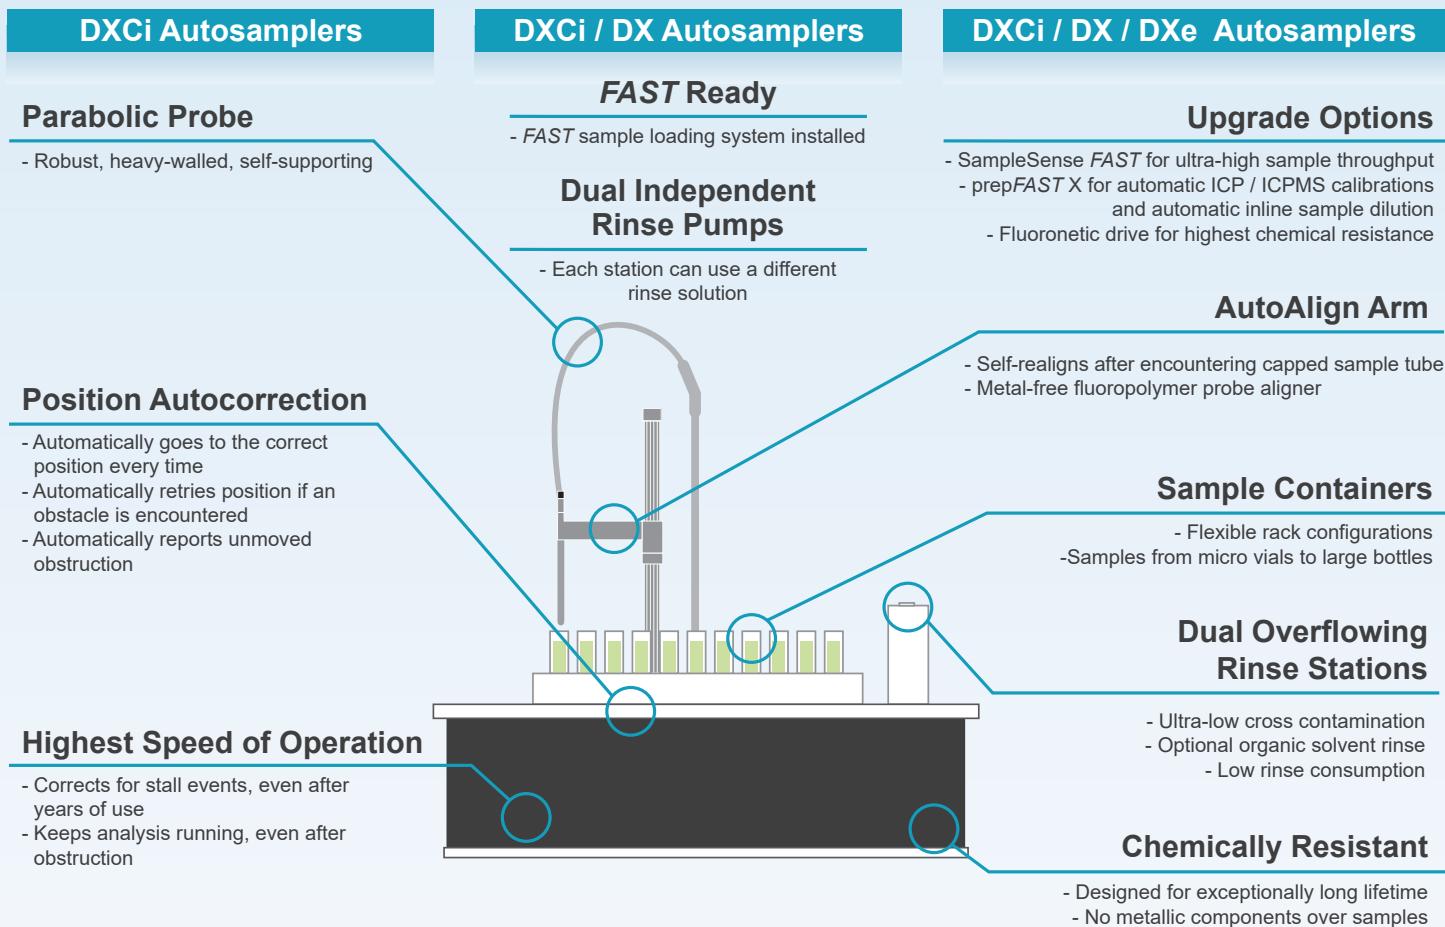 DXCi Autosamplers
Parabolic Probe
- Robust, heavy-walled, self-supporting
Position Autocorrection
- Automatically goes to the correct
position every time
- Automatically retries position if an
obstacle is encountered
- Automatically reports unmoved
obstruction
Highest Speed of Operation
- Corrects for stall events, even after
years of use
- Keeps analysis running, even after
obstruction
DXCi / DX Autosamplers
FAST Ready
- FAST sample loading system installed
Dual Independent
Rinse Pumps
- Each station can use a different
rinse solution
DXCi / DX / DXe Autosamplers
Upgrade Options
- SampleSense FAST for ultra-high sample throughput
- prepFAST X for automatic ICP / ICPMS calibrations
and automatic inline sample dilution
- Fluoronetic drive for highest chemical resistance
AutoAlign Arm
- Self-realigns after encountering capped sample tube
- Metal-free fluoropolymer probe aligner
Sample Containers
- Flexible rack configurations
-Samples from micro vials to large bottles
Dual Overflowing
Rinse Stations
- Ultra-low cross contamination
- Optional organic solvent rinse
- Low rinse consumption
Chemically Resistant
- Designed for exceptionally long lifetime
- No metallic components over samples